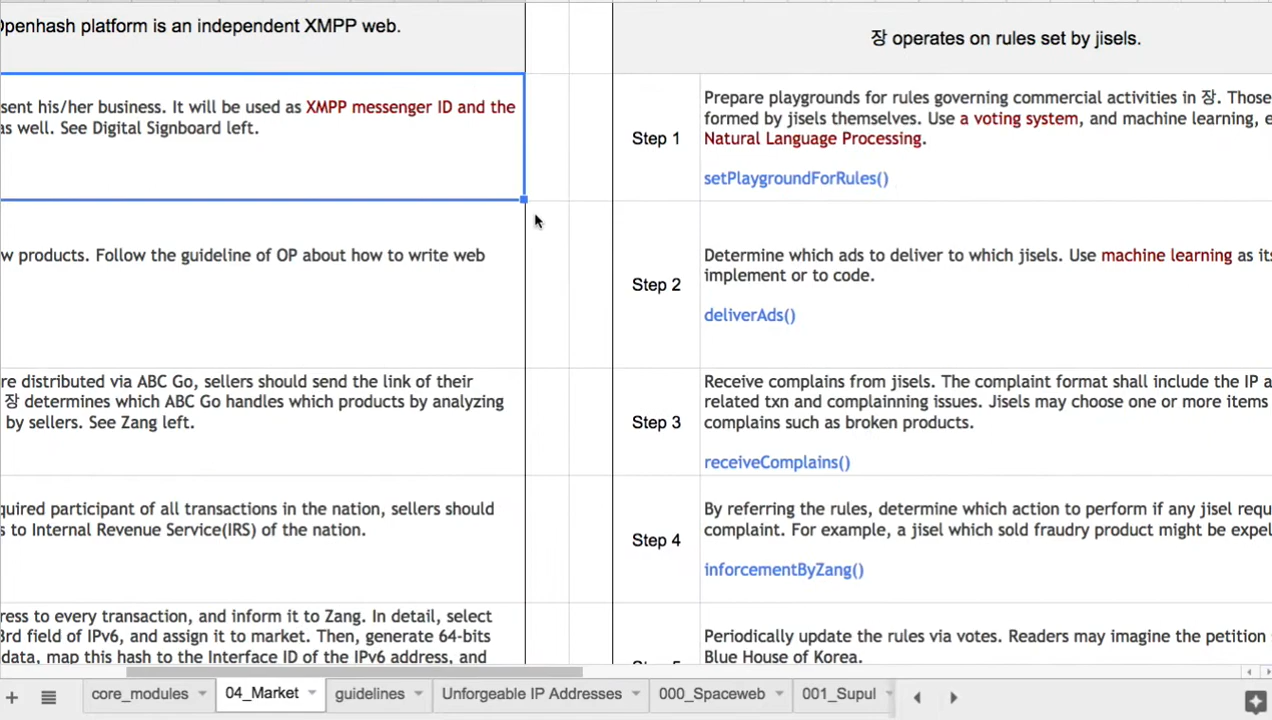 Openhash platform is an independent XMPP web.
장 operates on rules set by jisels.
sent his/her business. It will be used as XMPP messenger ID and the
as well. See Digital Signboard left.
Step 1
Prepare playgrounds for rules governing commercial activities in 장. Those
formed by jisels themselves. Use a voting system, and machine learning,
Natural Language Processing.
setPlaygroundForRules()
w products. Follow the guideline of OP about how to write web
Step 2
Determine which ads to deliver to which jisels. Use machine learning as its
implement or to code.
deliverAds()
re distributed via ABC Go, sellers should send the link of their
장 determines which ABC Go handles which products by analyzing
by sellers. See Zang left.
Step 3
Receive complains from jisels. The complaint format shall include the IP a
related txn and complainning issues. Jisels may choose one or more items
complains such as broken products.
receiveComplains()
quired participant of all transactions in the nation, sellers should
s to Internal Revenue Service(IRS) of the nation.
Step 4
By referring the rules, determine which action to perform if any jisel requ
complaint. For example, a jisel which sold fraudry product might be expel
inforcementByZang()
ress to every transaction, and inform it to Zang. In detail, select
3rd field of IPv6, and assign it to market. Then, generate 64-bits
data, map this hash to the Interface ID of the IPv6 address, and
Periodically update the rules via votes. Readers may imagine the petition
Blue House of Korea.
core_modules
04_Market
guidelines
Unforgeable IP Addresses
000_Spaceweb
001_Supul